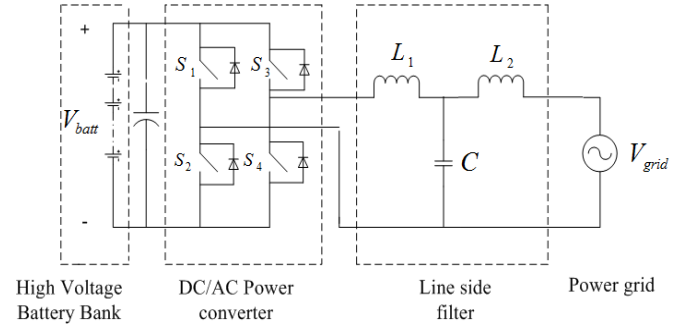 +
S1
S3
L1
L2
Vbatt
S2
S4
C
Vgrid
-
High Voltage
Battery Bank
DC/AC Power
converter
Line side
filter
Power grid